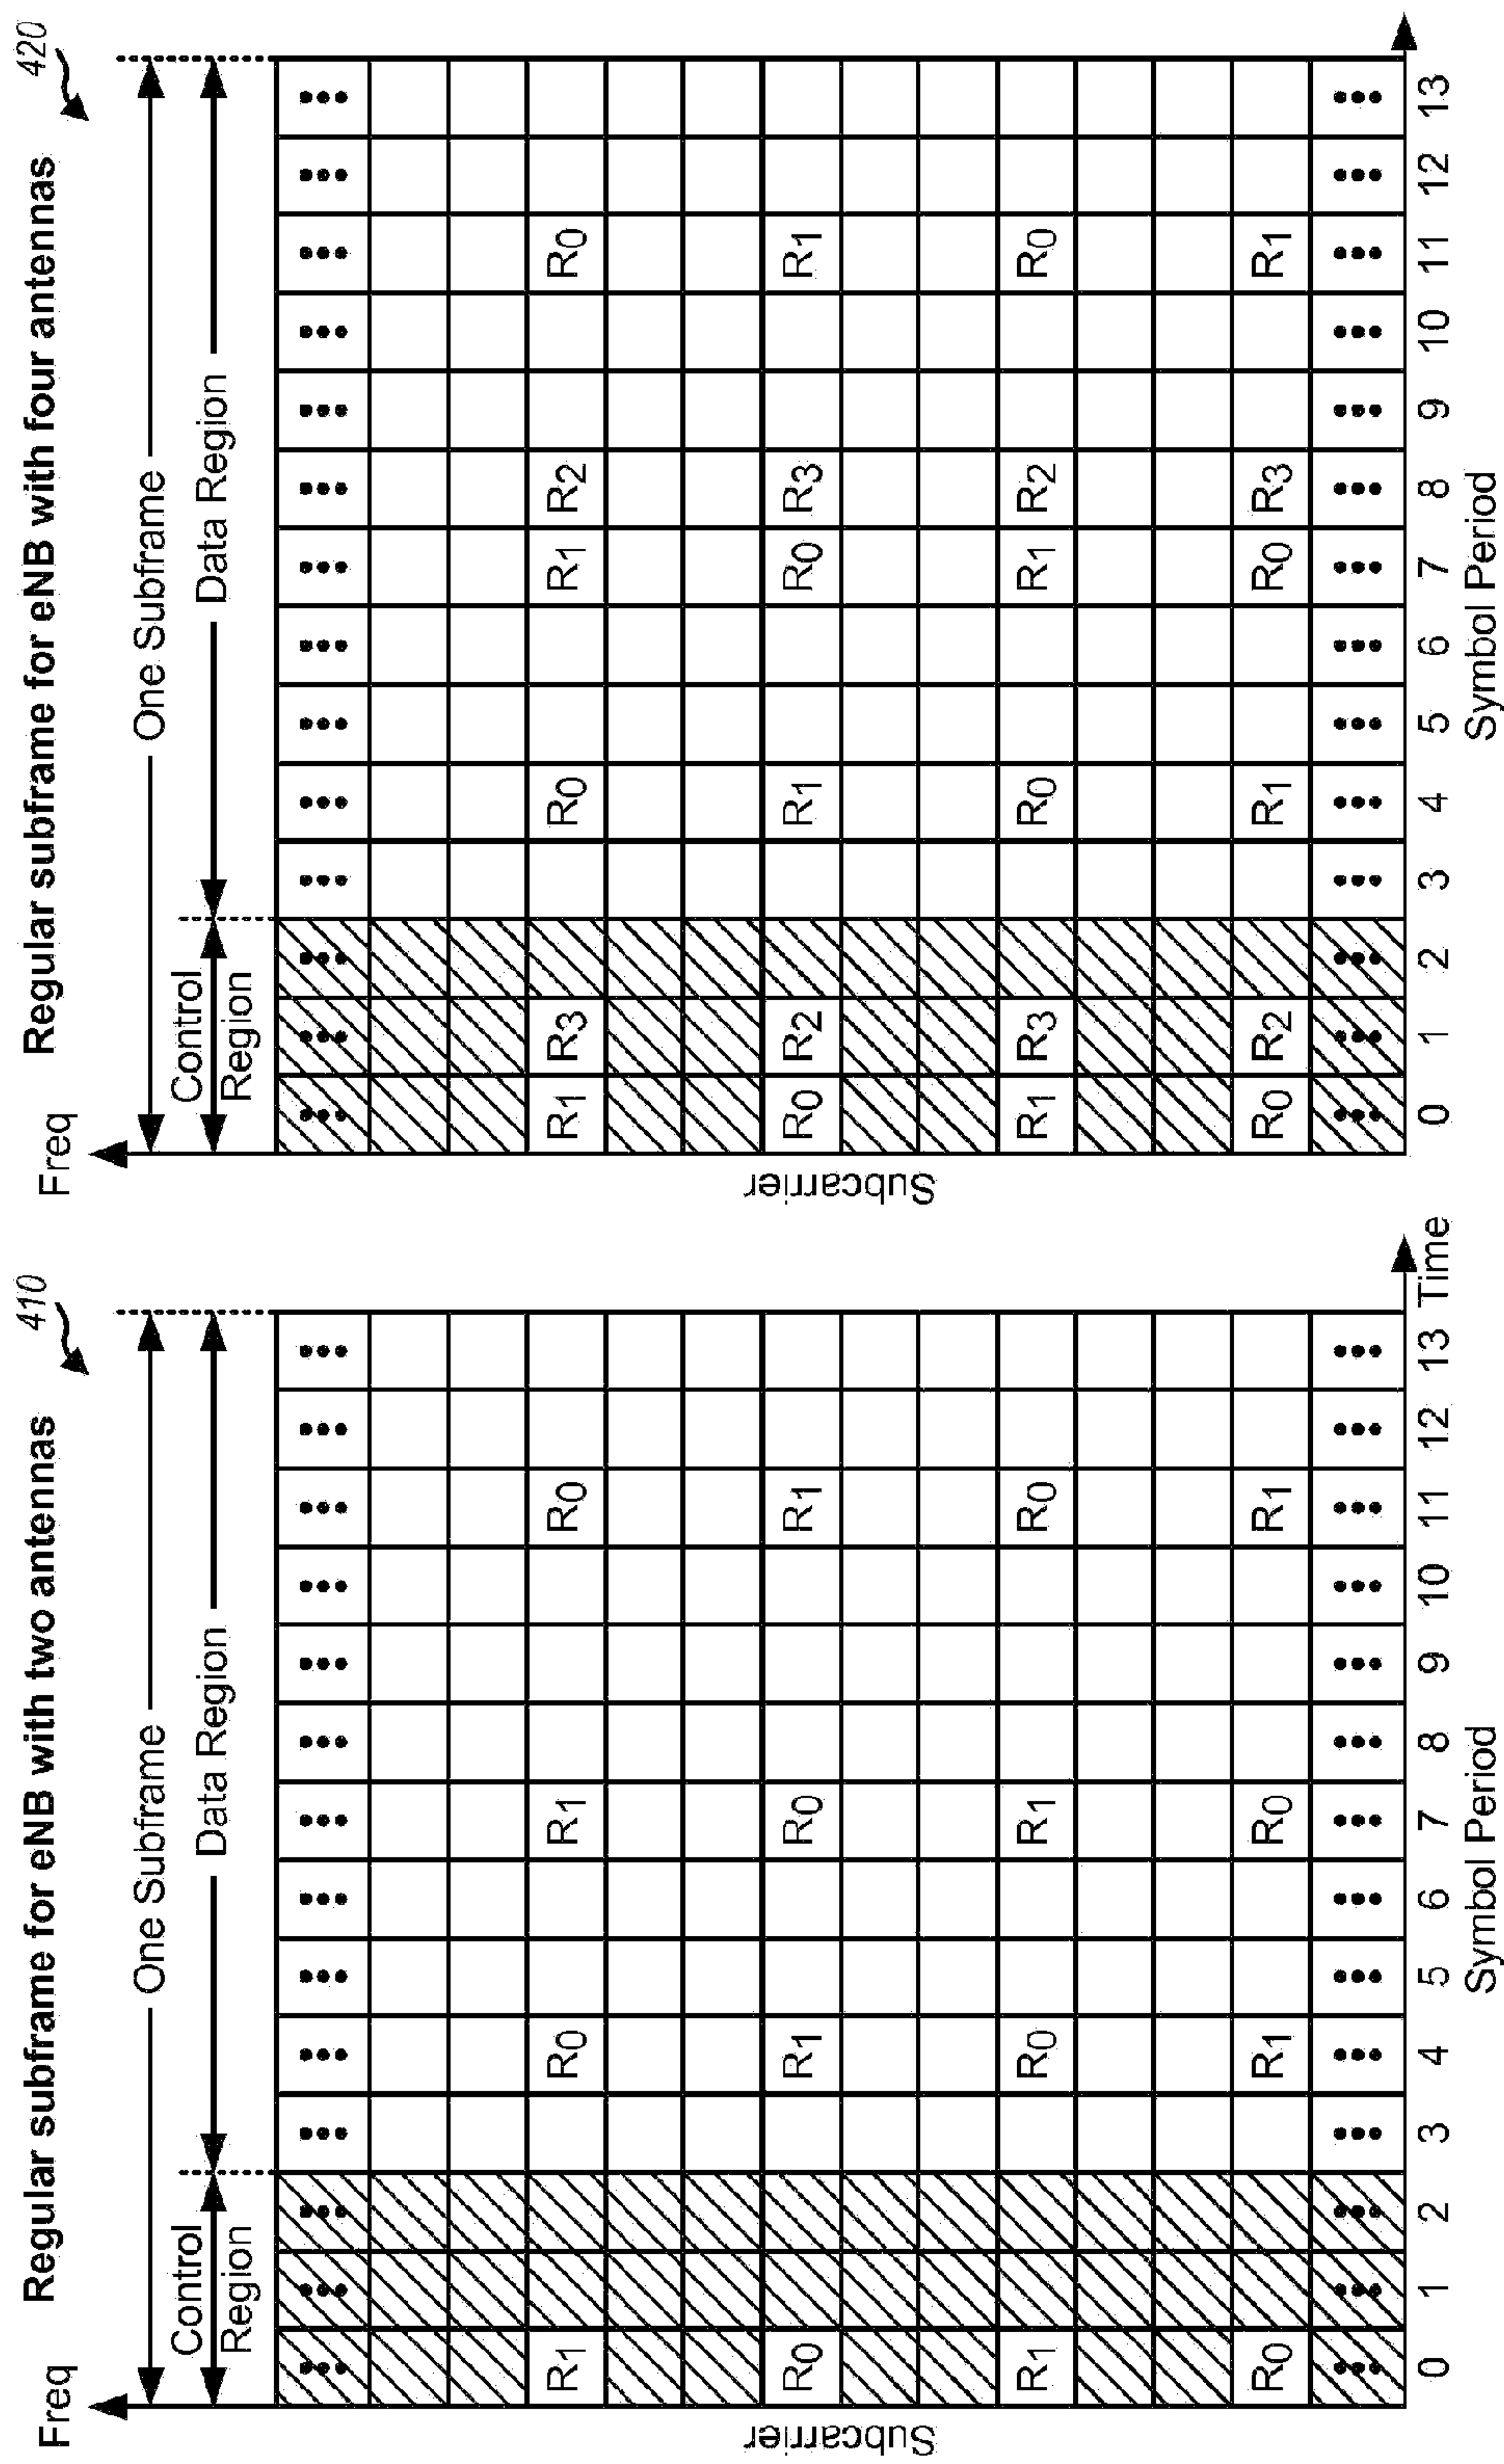 Regular subframe for eNB with two antennas
410
Freq
One Subframe
Control
Region
Data Region
Subcarrier
R1 R0 R1 R0
R0 R1 R0 R1
R1 R0 R1 R0
R0 R1 R0 R1
0 1 2 3 4 5 6 7 8 9 10 11 12 13
Time
Symbol Period
Regular subframe for eNB with four antennas
420
Freq
One Subframe
Control
Region
Data Region
Subcarrier
R1 R3 R0 R1 R2 R0
R0 R2 R1 R0 R3 R1
R1 R3 R0 R1 R2 R0
R0 R2 R1 R0 R3 R1
0 1 2 3 4 5 6 7 8 9 10 11 12 13
Symbol Period